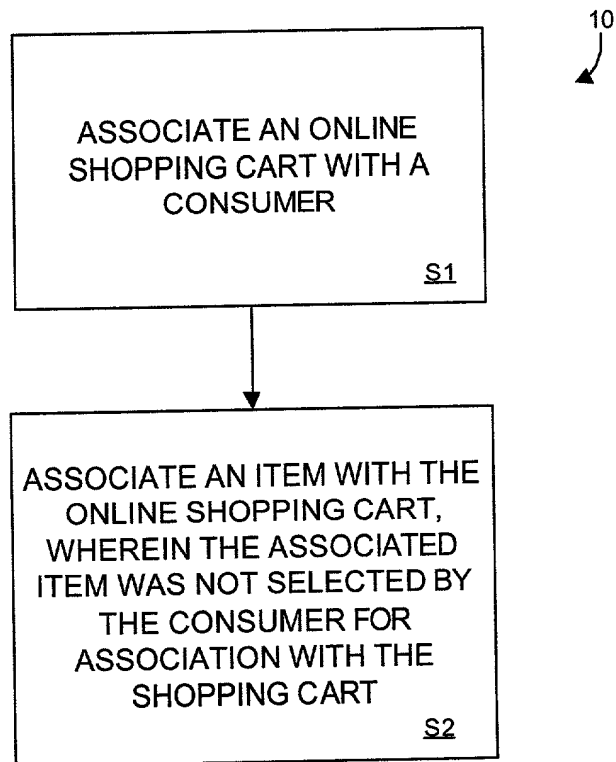 10
ASSOCIATE AN ONLINE
SHOPPING CART WITH A
CONSUMER
S1
ASSOCIATE AN ITEM WITH THE
ONLINE SHOPPING CART,
WHEREIN THE ASSOCIATED
ITEM WAS NOT SELECTED BY
THE CONSUMER FOR
ASSOCIATION WITH THE
SHOPPING CART
S2